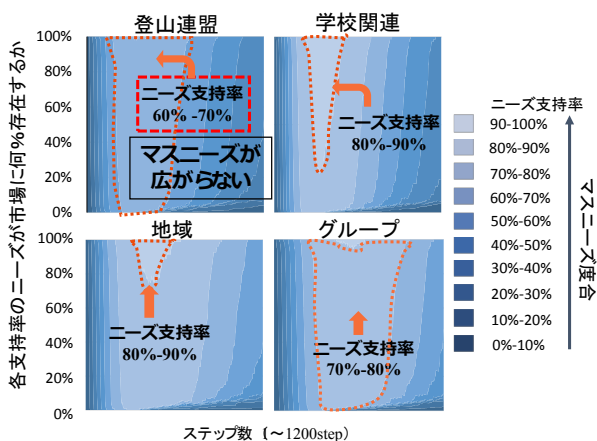 登山連盟
学校関連
各支持率のニーズが市場に何%存在するか
100%
80%
60%
40%
20%
0%
ニーズ支持率
60% -70%
マスニーズが
広がらない
ニーズ支持率
80%-90%
地域
グループ
100%
80%
60%
40%
20%
0%
ニーズ支持率
80%-90%
ニーズ支持率
70%-80%
ステップ数（～1200step)
ニーズ支持率
90-100%
80%-90%
70%-80%
60%-70%
50%-60%
40%-50%
30%-40%
20%-30%
10%-20%
0%-10%
マスニーズ度合